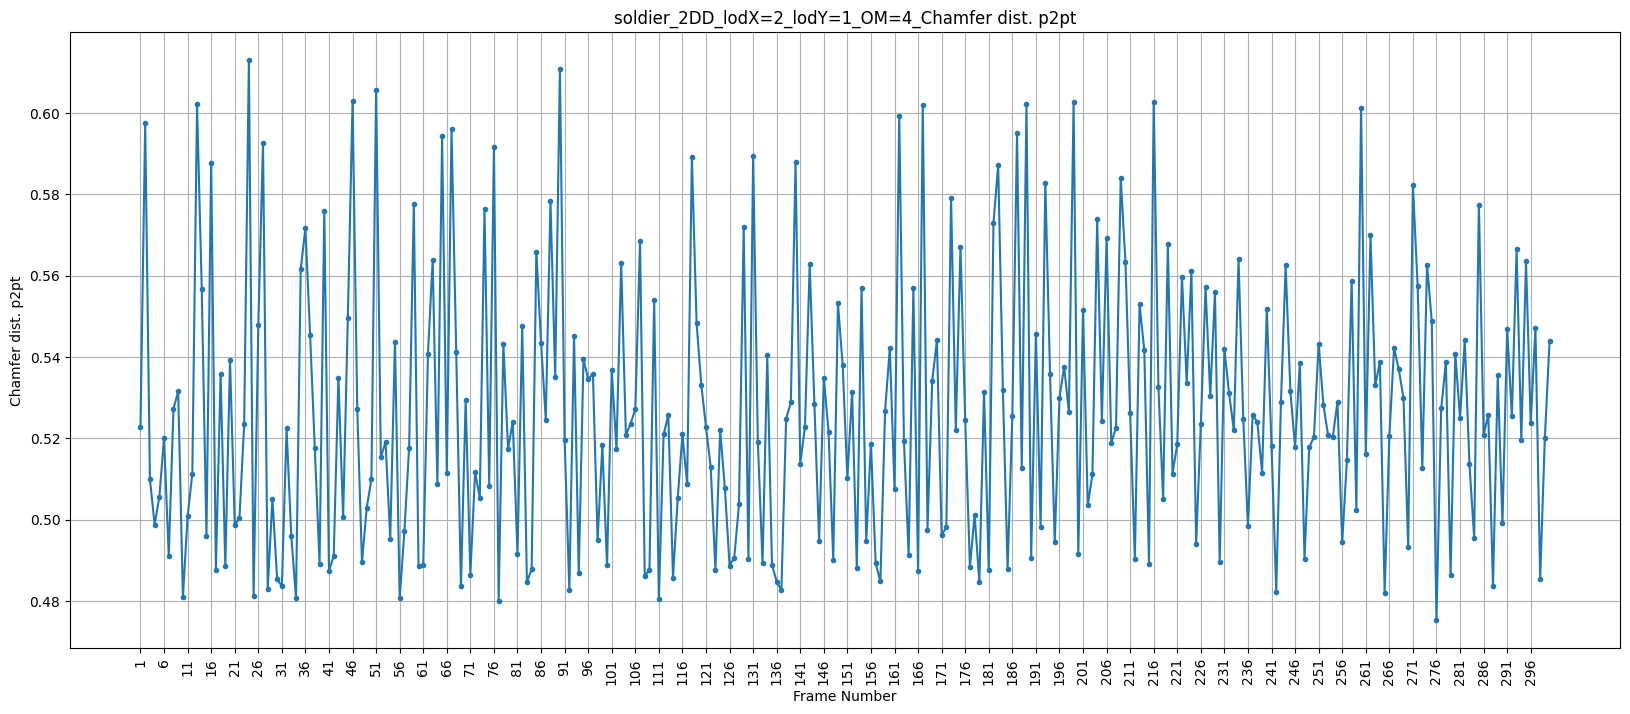 soldier_2DD_lodX=2_lodY=1_OM=4_Chamfer dist. p2pt
Chamfer dist. p2pt
0.60
0.58
0.56
0.54
0.52
0.50
0.48
1 6 11 16 21 26 31 36 41 46 51 56 61 66 71 76 81 86 91 96 101 106 111 116 121 126 131 136 141 146 151 156 161 166 171 176 181 186 191 196 201 206 211 216 221 226 231 236 241 246 251 256 261 266 271 276 281 286 291 296
Frame Number